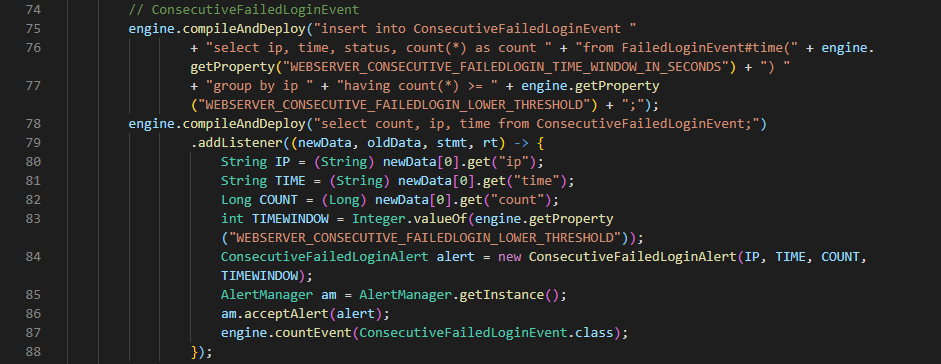 74 // ConsecutiveFailedLoginEvent
75 engine.compileAndDeploy("insert into ConsecutiveFailedLoginEvent "
76 + "select ip, time, status, count(*) as count " + "from FailedLoginEvent#time(" + engine.
getProperty("WEBSERVER_CONSECUTIVE_FAILEDLOGIN_TIME_WINDOW_IN_SECONDS") + ") "
77 + "group by ip " + "having count(*) >= " + engine.getProperty
("WEBSERVER_CONSECUTIVE_FAILEDLOGIN_LOWER_THRESHOLD") + ";");
78 engine.compileAndDeploy("select count, ip, time from ConsecutiveFailedLoginEvent;")
79 .addListener((newData, oldData, stmt, rt) -> {
80 String IP = (String) newData[0].get("ip");
81 String TIME = (String) newData[0].get("time");
82 Long COUNT = (Long) newData[0].get("count");
83 int TIMEWINDOW = Integer.valueOf(engine.getProperty
("WEBSERVER_CONSECUTIVE_FAILEDLOGIN_LOWER_THRESHOLD"));
84 ConsecutiveFailedLoginAlert alert = new ConsecutiveFailedLoginAlert(IP, TIME, COUNT,
TIMEWINDOW);
85 AlertManager am = AlertManager.getInstance();
86 am.acceptAlert(alert);
87 engine.countEvent(ConsecutiveFailedLoginEvent.class);
88 });